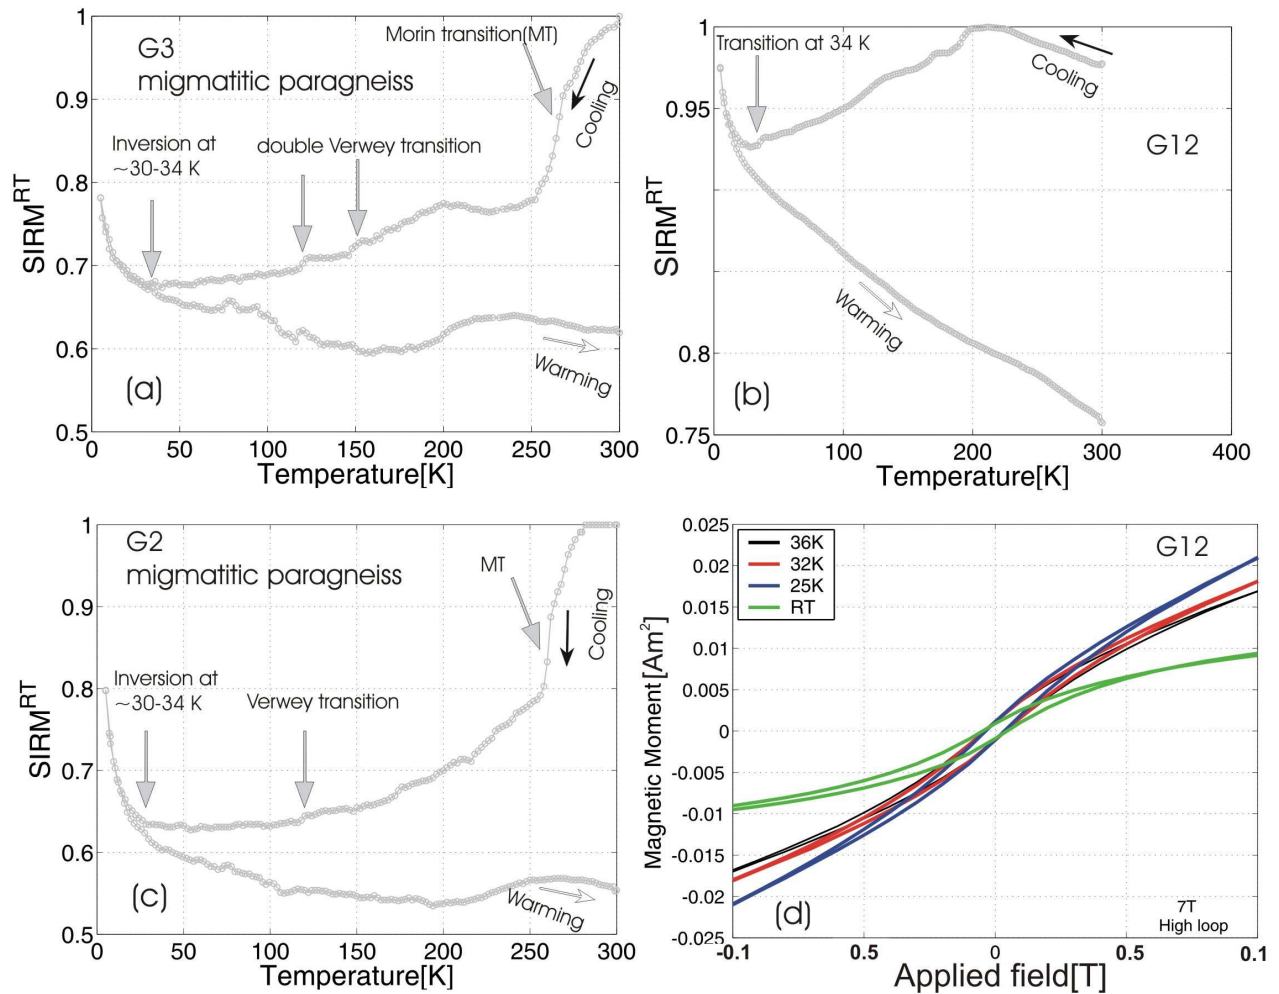 G3
migmatitic paragneiss
Morin transition(MT)
Cooling
Inversion at
~30-34 K
double Verwey transition
Warming
(a)
SIRM^RT
1
0.9
0.8
0.7
0.6
0.5
0 50 100 150 200 250 300
Temperature[K]
Transition at 34 K
Cooling
G12
Warming
(b)
SIRM^RT
1
0.95
0.8
0.75
0 100 200 300 400
Temperature[K]
G2
migmatitic paragneiss
MT
Cooling
Inversion at
~30-34 K
Verwey transition
Warming
(c)
SIRM^RT
1
0.9
0.8
0.7
0.6
0.5
0 50 100 150 200 250 300
Temperature[K]
36K
32K
25K
RT
G12
(d)
7T
High loop
Magnetic Moment[Am²]
0.025
0.02
0.015
0.01
0.005
0
-0.005
-0.01
-0.015
-0.02
-0.025
-0.1 0.5 0 0.5 0.1
Applied field[T]